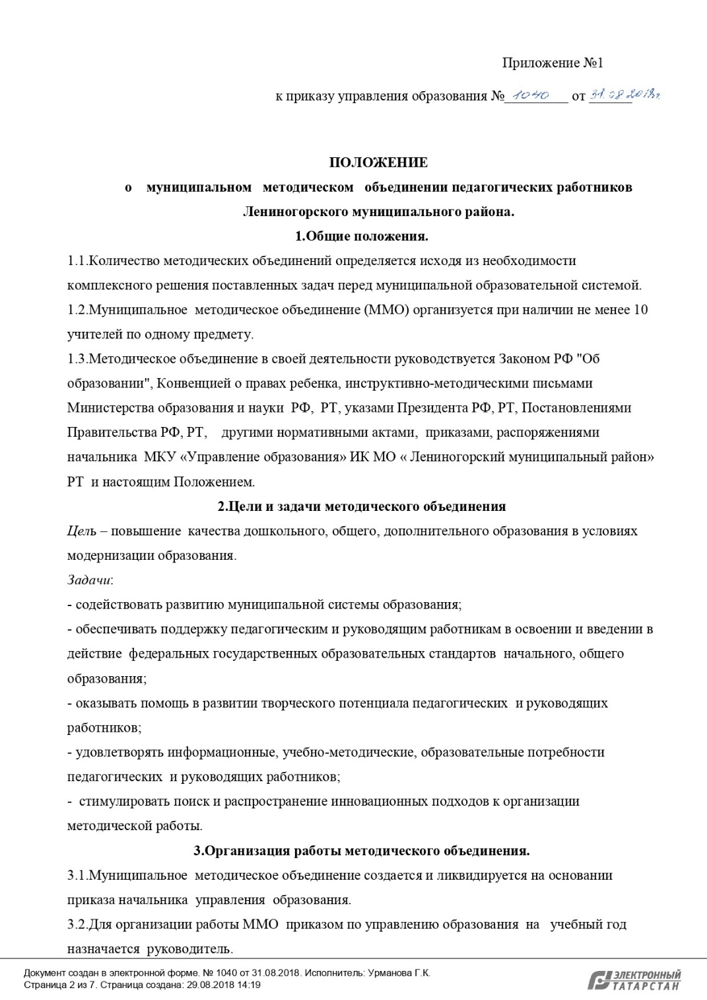 Приложение №1
к приказу управления образования № 1040 от 31.08.2018г.
ПОЛОЖЕНИЕ
о муниципальном методическом объединении педагогических работников
Лениногорского муниципального района.
1.Общие положения.
1.1.Количество методических объединений определяется исходя из необходимости
комплексного решения поставленных задач перед муниципальной образовательной системой.
1.2.Муниципальное методическое объединение (ММО) организуется при наличии не менее 10
учителей по одному предмету.
1.3.Методическое объединение в своей деятельности руководствуется Законом РФ "Об
образовании", Конвенцией о правах ребенка, инструктивно-методическими письмами
Министерства образования и науки РФ, РТ, указами Президента РФ, РТ, Постановлениями
Правительства РФ, РТ, другими нормативными актами, приказами, распоряжениями
начальника МКУ «Управление образования» ИК МО « Лениногорский муниципальный район»
РТ и настоящим Положением.
2.Цели и задачи методического объединения
Цель – повышение качества дошкольного, общего, дополнительного образования в условиях
модернизации образования.
Задачи:
- содействовать развитию муниципальной системы образования;
- обеспечивать поддержку педагогическим и руководящим работникам в освоении и введении в
действие федеральных государственных образовательных стандартов начального, общего
образования;
- оказывать помощь в развитии творческого потенциала педагогических и руководящих
работников;
- удовлетворять информационные, учебно-методические, образовательные потребности
педагогических и руководящих работников;
- стимулировать поиск и распространение инновационных подходов к организации
методической работы.
3.Организация работы методического объединения.
3.1.Муниципальное методическое объединение создается и ликвидируется на основании
приказа начальника управления образования.
3.2.Для организации работы ММО приказом по управлению образования на учебный год
назначается руководитель.
Документ создан в электронной форме. № 1040 от 31.08.2018. Исполнитель: Урманова Г.К.
Страница 2 из 7. Страница создана: 29.08.2018 14:19
ЭЛЕКТРОННЫЙ
ТАТАРСТАН